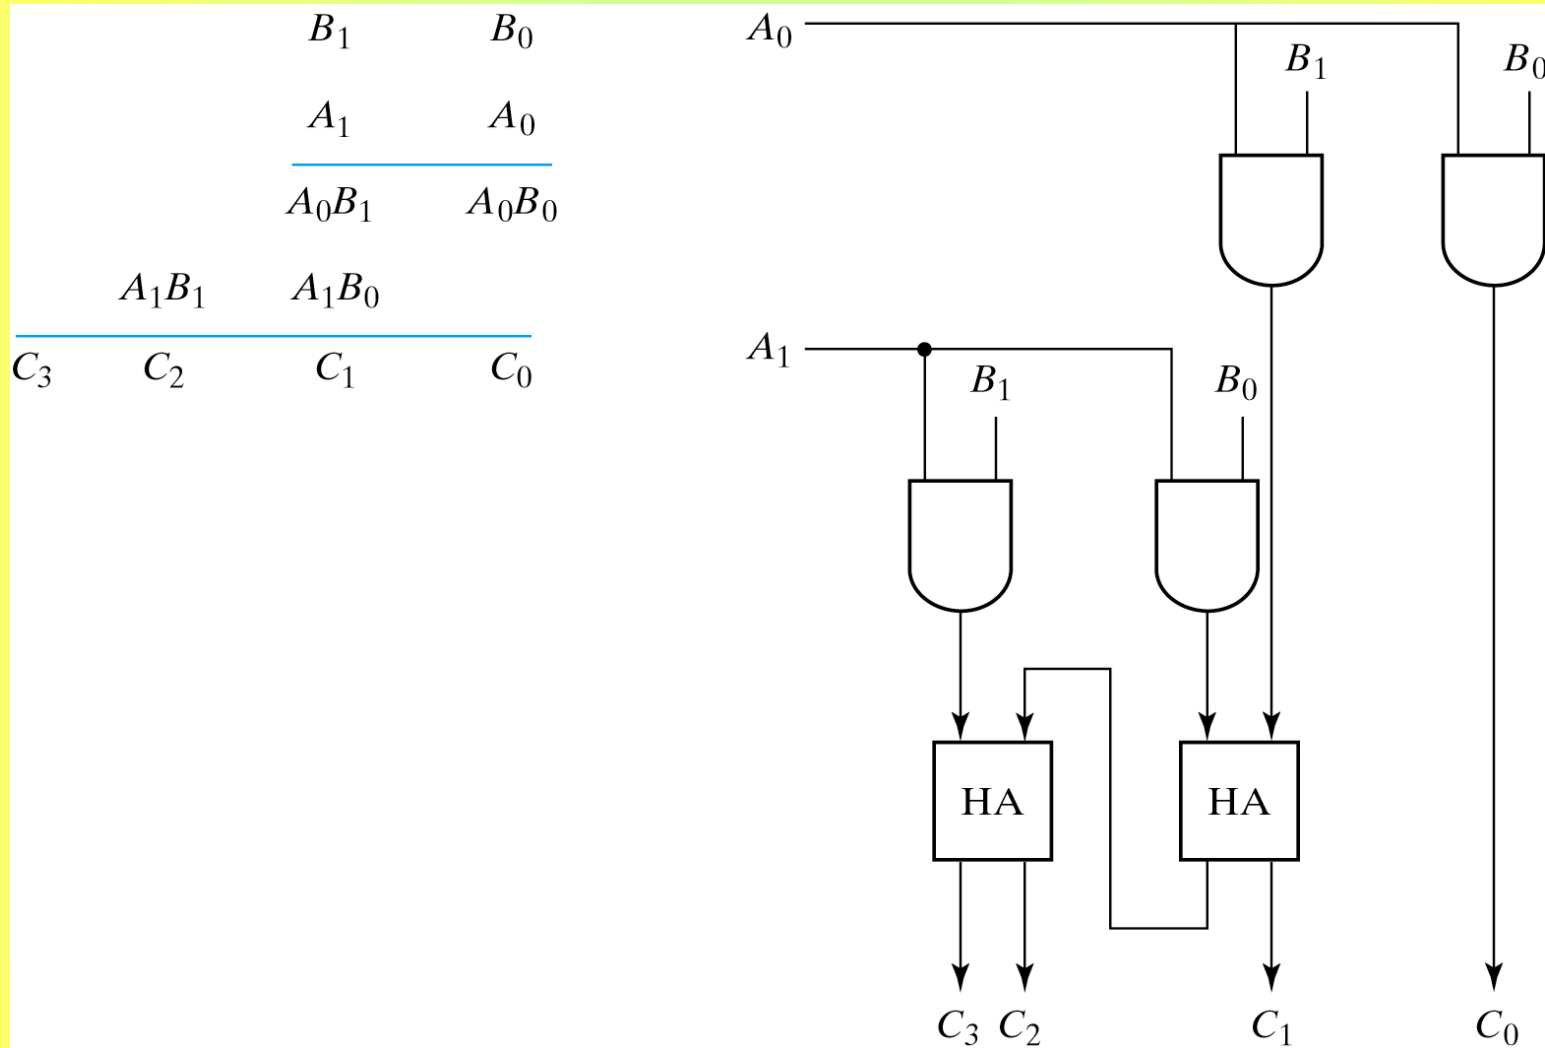 B₁ B₀
A₁ A₀
A₀B₁ A₀B₀
A₁B₁ A₁B₀
C₃ C₂ C₁ C₀
A₀
B₁ B₀
A₁
B₁ B₀
HA HA
C₃ C₂ C₁ C₀